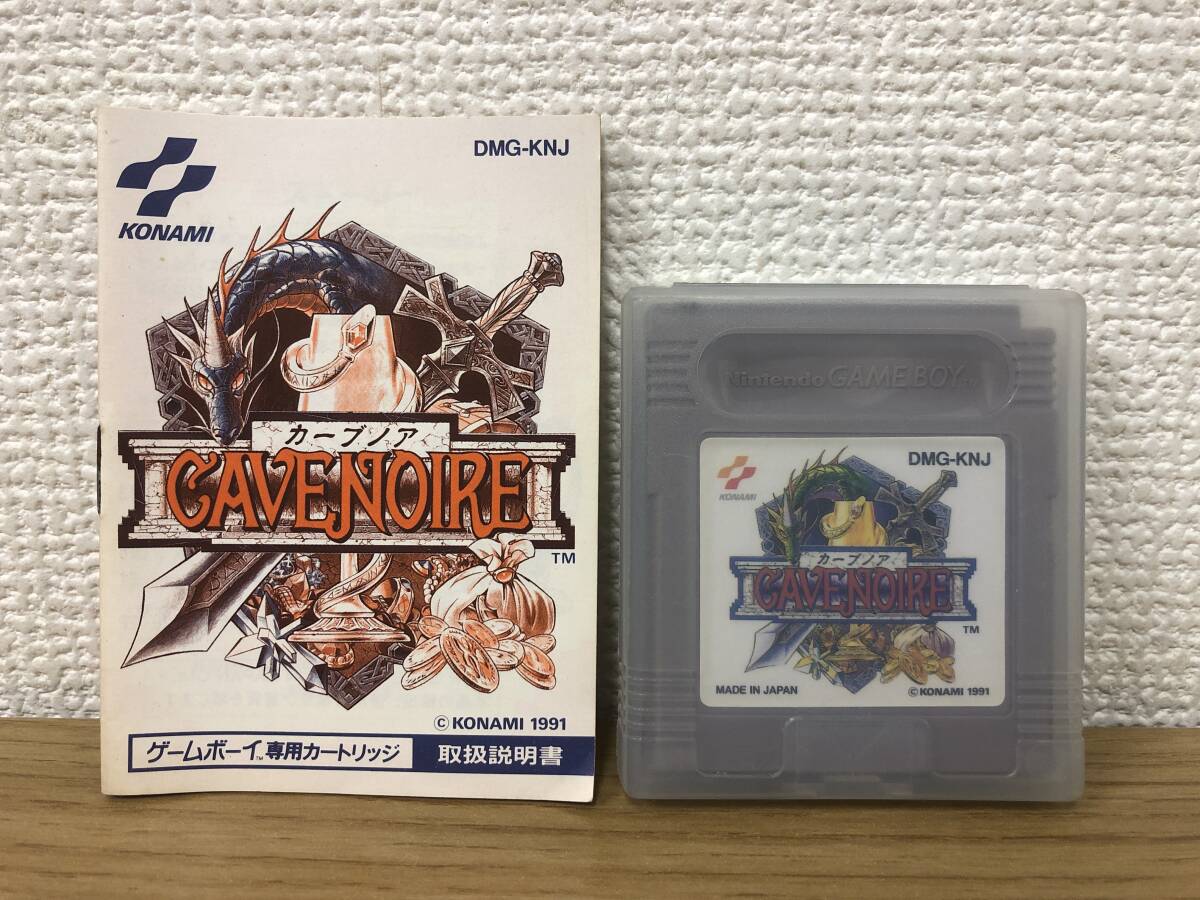 DMG-KNJ
KONAMI
カーブノア
CAVENOIRE
TM
© KONAMI 1991
ゲームボーイ TM 専用カートリッジ
取扱説明書
Nintendo GAME BOY TM
DMG-KNJ
KONAMI
カーブノア
CAVENOIRE
TM
MADE IN JAPAN
© KONAMI 1991